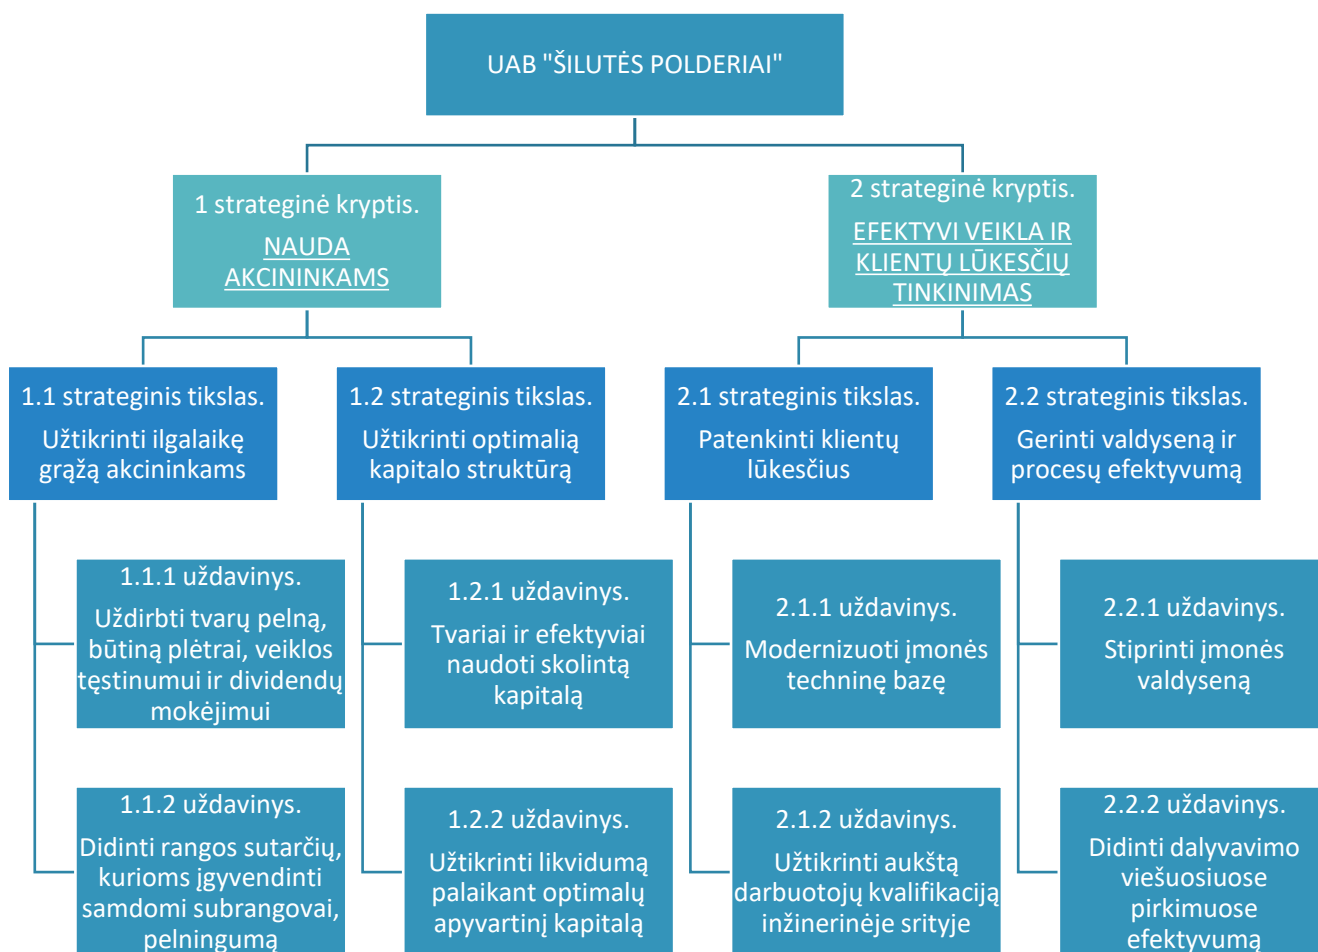 UAB "ŠILUTĖS POLDERIAI"
1 strateginė kryptis.
NAUDA
AKCININKAMS
2 strateginė kryptis.
EFEKTYVI VEIKLA IR
KLIENTŲ LŪKESČIŲ
TINKINIMAS
1.1 strateginis tikslas.
Užtikrinti ilgalaikę
grąžą akcininkams
1.2 strateginis tikslas.
Užtikrinti optimalią
kapitalo struktūrą
2.1 strateginis tikslas.
Patenkinti klientų
lūkesčius
2.2 strateginis tikslas.
Gerinti valdyseną ir
procesų efektyvumą
1.1.1 uždavinys.
Uždirbti tvarų pelną,
būtiną plėtrai, veiklos
tęstinumui ir dividendų
mokėjimui
1.2.1 uždavinys.
Tvariai ir efektyviai
naudoti skolintą
kapitalą
2.1.1 uždavinys.
Modernizuoti įmonės
techninę bazę
2.2.1 uždavinys.
Stiprinti įmonės
valdyseną
1.1.2 uždavinys.
Didinti rangos sutarčių,
kurioms įgyvendinti
samdomi subrangovai,
pelningumą
1.2.2 uždavinys.
Užtikrinti likvidumą
palaikant optimalų
apyvartinį kapitalą
2.1.2 uždavinys.
Užtikrinti aukštą
darbuotojų kvalifikaciją
inžinerinėje srityje
2.2.2 uždavinys.
Didinti dalyvavimo
viešuosiuose
pirkimuose
efektyvumą